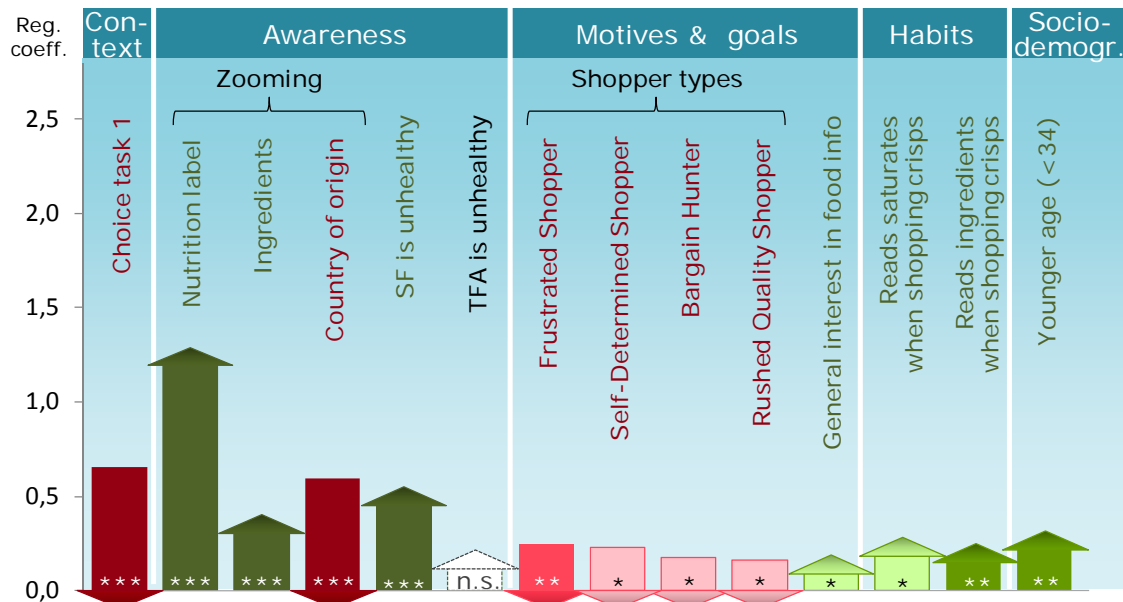 Reg.
coeff.
Con-
text
Awareness
Motives & goals
Habits
Socio-
demogr.
Zooming
Shopper types
2,5
2,0
1,5
1,0
0,5
0,0
Choice task 1
Nutrition label
Ingredients
Country of origin
SF is unhealthy
TFA is unhealthy
Frustrated Shopper
Self-Determined Shopper
Bargain Hunter
Rushed Quality Shopper
General interest in food info
Reads saturates
when shopping crisps
Reads ingredients
when shopping crisps
Younger age (<34)
***
***
***
***
***
n.s.
**
*
*
*
*
*
**
**